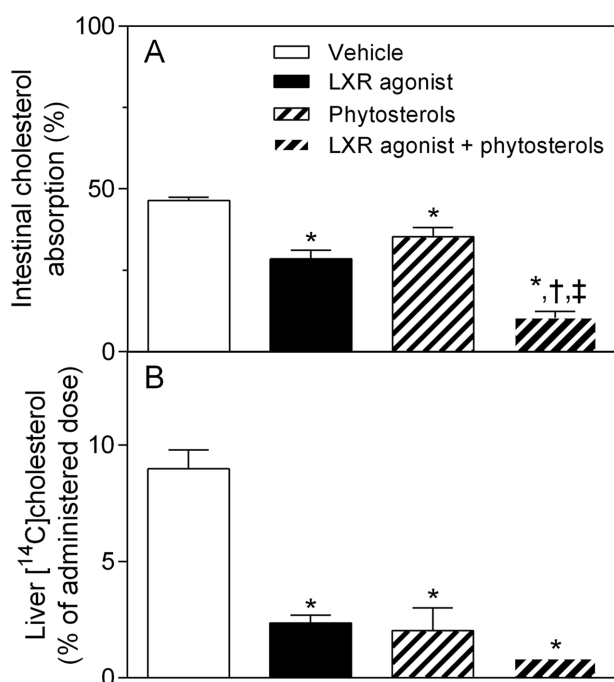 100
A
Vehicle
LXR agonist
Phytosterols
LXR agonist + phytosterols
Intestinal cholesterol
absorption (%)
50
*
*
*,†,‡
0
B
Liver [¹⁴C]cholesterol
(% of administered dose)
10
5
*
*
*
0